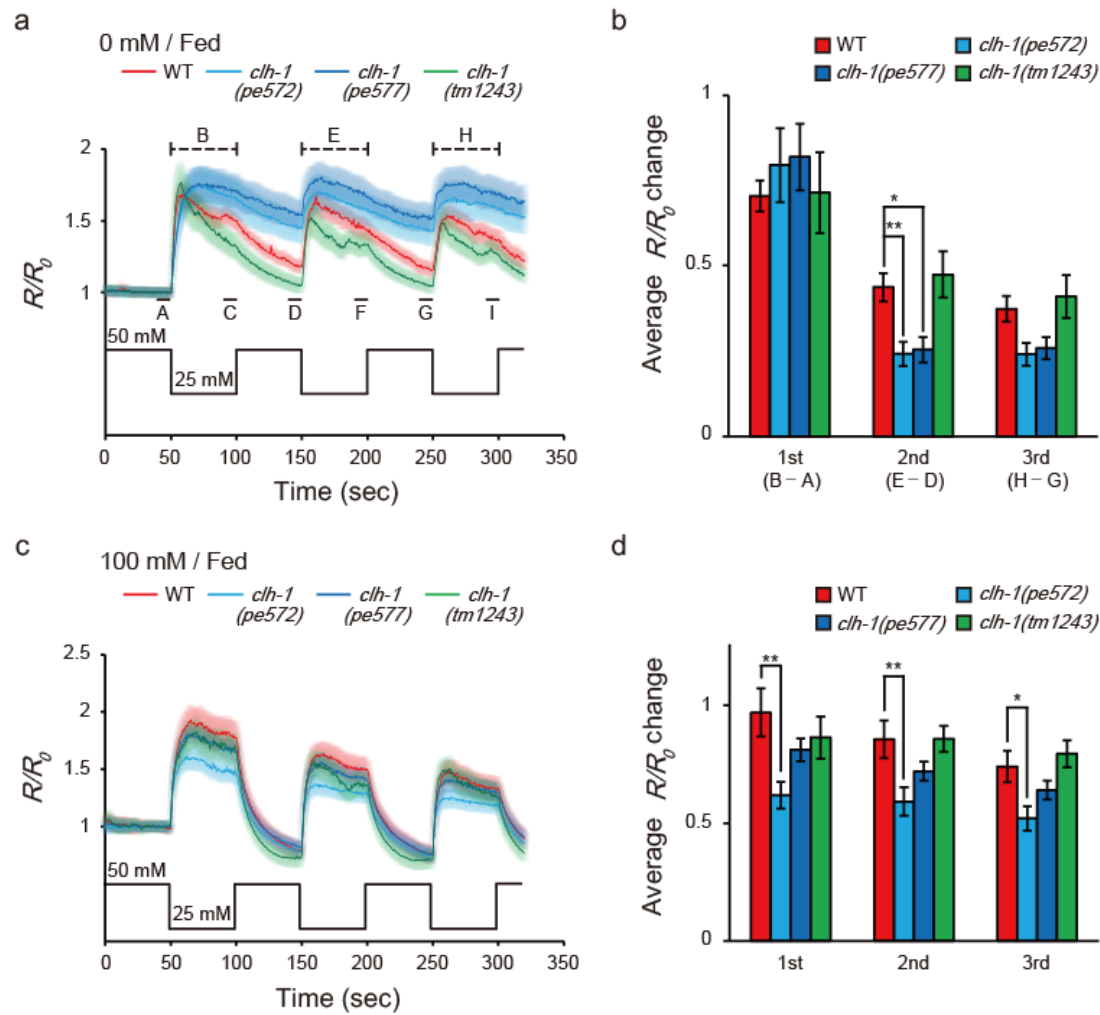 a
0 mM / Fed
WT clh-1 (pe572) clh-1 (pe577) clh-1 (tm1243)
B E H
2
1.5
1
R/R0
A C D F G I
50 mM
25 mM
0 50 100 150 200 250 300 350
Time (sec)
b
WT clh-1(pe572)
clh-1(pe577) clh-1(tm1243)
1
0.5
0
Average R/R0 change
** *
1st 2nd 3rd
(B – A) (E – D) (H – G)
c
100 mM / Fed
WT clh-1 (pe572) clh-1 (pe577) clh-1 (tm1243)
2.5
2
1.5
1
R/R0
50 mM
25 mM
0 50 100 150 200 250 300 350
Time (sec)
d
WT clh-1(pe572)
clh-1(pe577) clh-1(tm1243)
1
0.5
0
Average R/R0 change
** ** *
1st 2nd 3rd